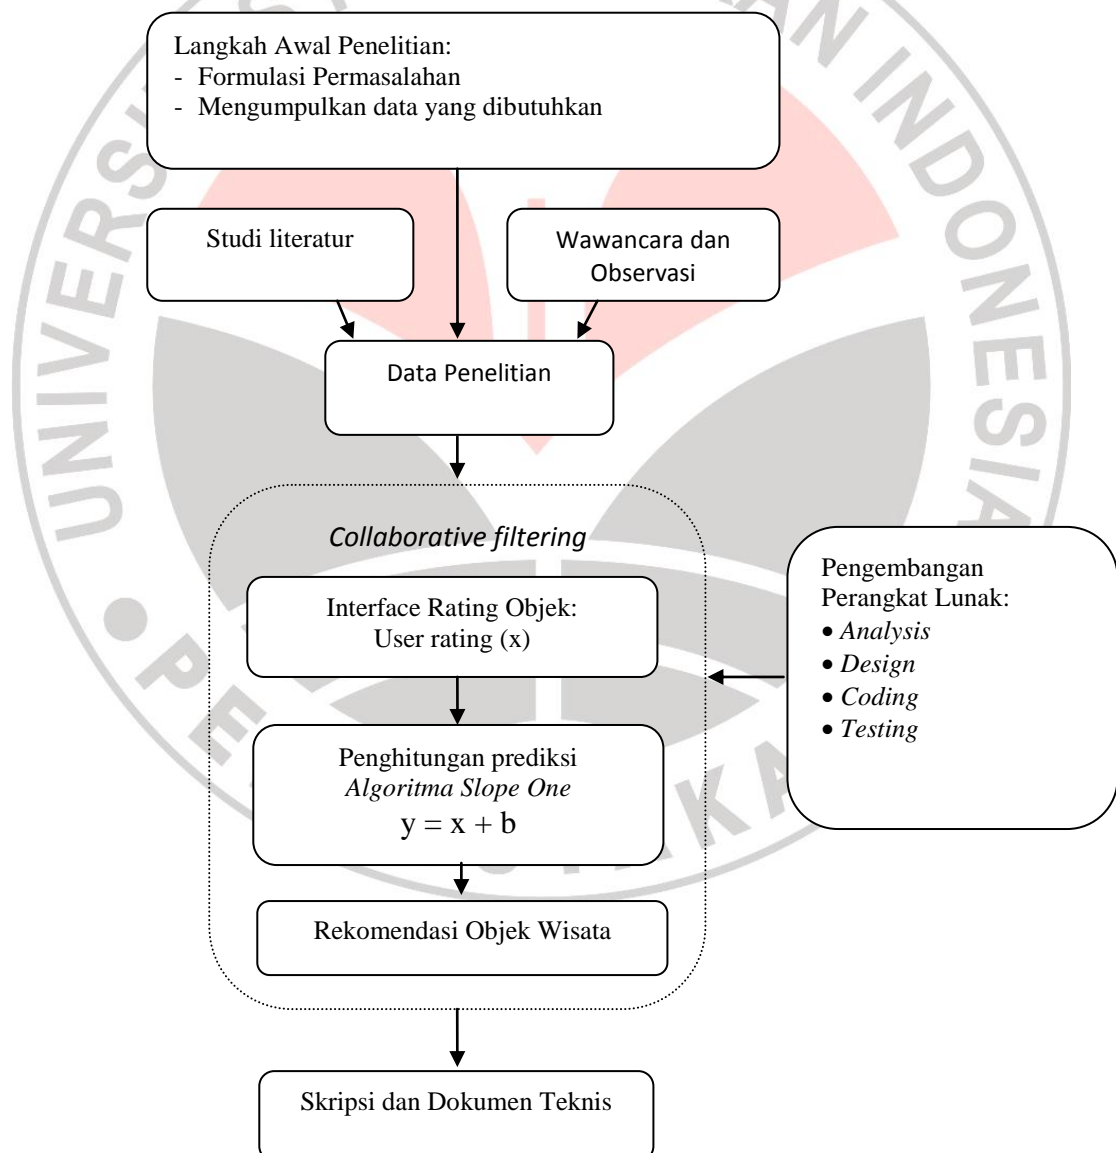 Langkah Awal Penelitian:
- Formulasi Permasalahan
- Mengumpulkan data yang dibutuhkan
Studi literatur
Wawancara dan
Observasi
Data Penelitian
Collaborative filtering
Interface Rating Objek:
User rating (x)
Penghitungan prediksi
Algoritma Slope One
y = x + b
Rekomendasi Objek Wisata
Pengembangan
Perangkat Lunak:
• Analysis
• Design
• Coding
• Testing
Skripsi dan Dokumen Teknis
INDONESIA